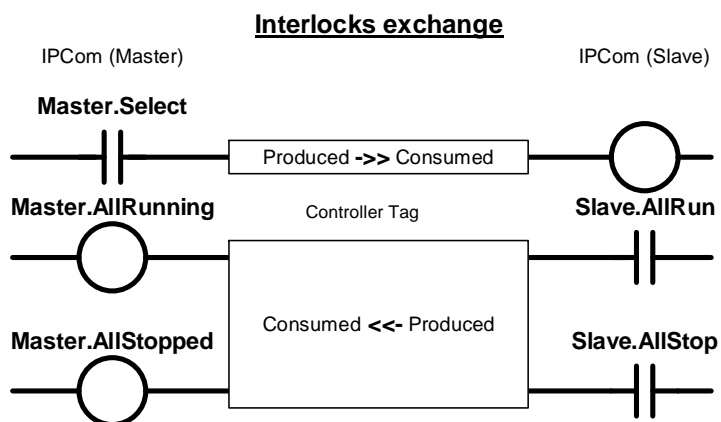 Interlocks exchange
IPCom (Master) IPCom (Slave)
Master.Select
Produced ->> Consumed
Master.AllRunning Controller Tag Slave.AllRun
Consumed <<- Produced
Master.AllStopped Slave.AllStop